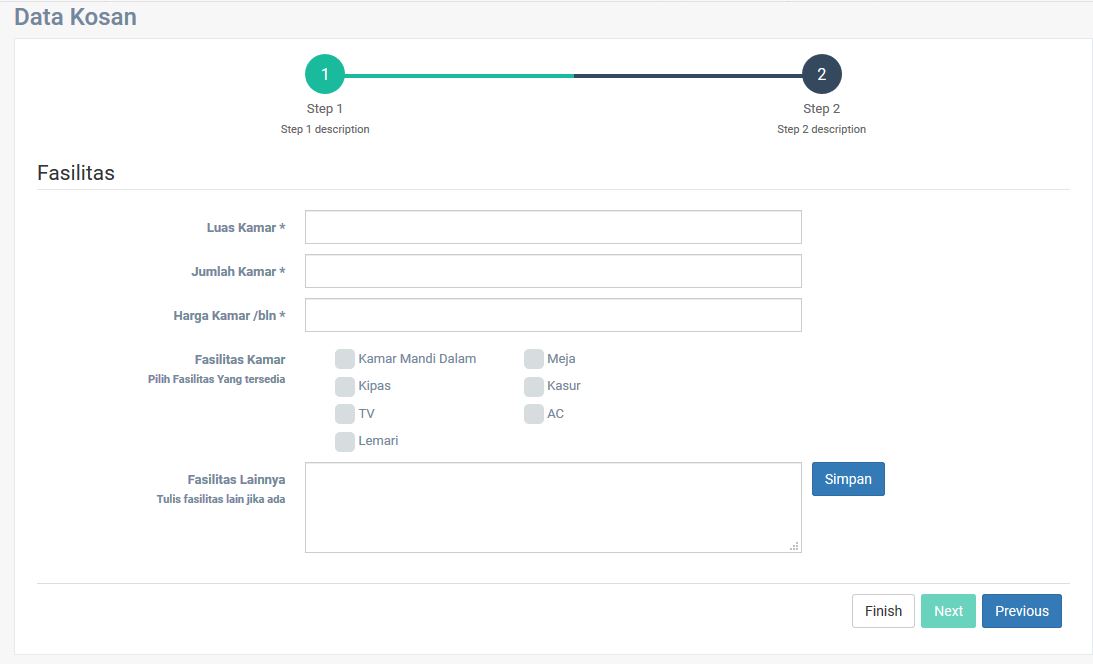 Data Kosan
1
2
Step 1
Step 2
Step 1 description
Step 2 description
Fasilitas
Luas Kamar *
Jumlah Kamar *
Harga Kamar /bln *
Fasilitas Kamar
Pilih Fasilitas Yang tersedia
Kamar Mandi Dalam
Meja
Kipas
Kasur
TV
AC
Lemari
Fasilitas Lainnya
Tulis fasilitas lain jika ada
Simpan
Finish
Next
Previous